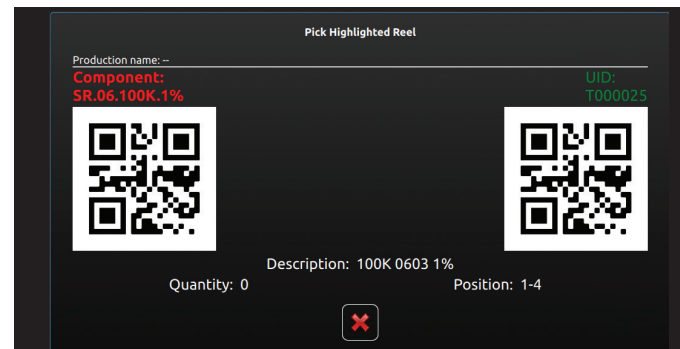 Pick Highlighted Reel
Production name: --
Component:
SR.06.100K.1%
UID:
T000025
Description: 100K 0603 1%
Quantity: 0
Position: 1-4